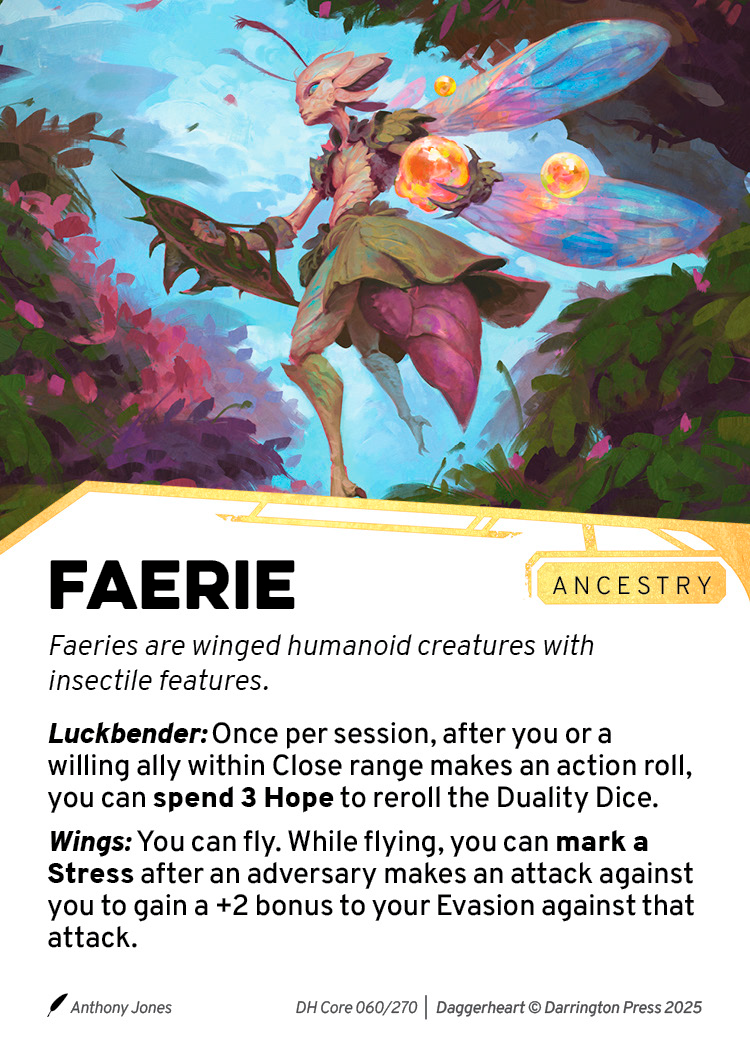 FAERIE
ANCESTRY
Faeries are winged humanoid creatures with
insectile features.
Luckbender: Once per session, after you or a
willing ally within Close range makes an action roll,
you can spend 3 Hope to reroll the Duality Dice.
Wings: You can fly. While flying, you can mark a
Stress after an adversary makes an attack against
you to gain a +2 bonus to your Evasion against that
attack.
Anthony Jones
DH Core 060/270 | Daggerheart © Darrington Press 2025